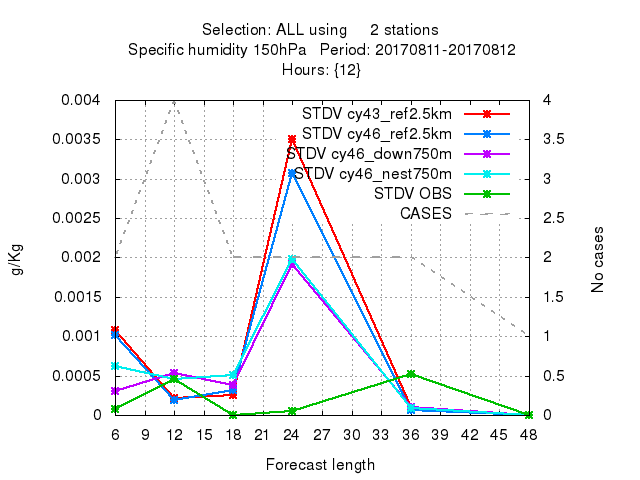 Selection: ALL using 2 stations
Specific humidity 150hPa Period: 20170811-20170812
Hours: {12}
STDV cy43_ref2.5km
STDV cy46_ref2.5km
STDV cy46_down750m
STDV cy46_nest750m
STDV OBS
CASES
g/Kg
0.004
0.0035
0.003
0.0025
0.002
0.0015
0.001
0.0005
0
No cases
4
3.5
3
2.5
2
1.5
1
0.5
0
6 9 12 15 18 21 24 27 30 33 36 39 42 45 48
Forecast length